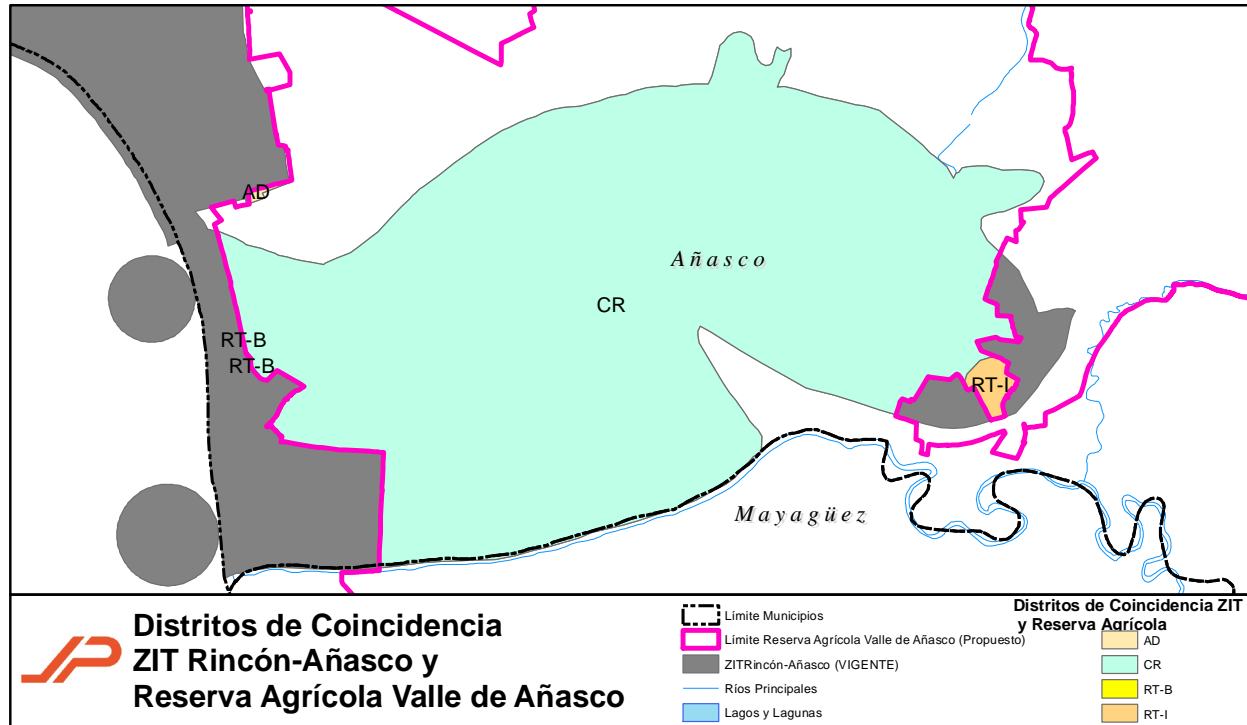 AD
Añasco
CR
RT-B
RT-B
RT-I
Mayagüez
Distritos de Coincidencia
ZIT Rincón-Añasco y
Reserva Agrícola Valle de Añasco
Límite Municipios
Límite Reserva Agrícola Valle de Añasco (Propuesto)
ZITRincón-Añasco (VIGENTE)
Ríos Principales
Lagos y Lagunas
Distritos de Coincidencia ZIT
y Reserva Agrícola
AD
CR
RT-B
RT-I